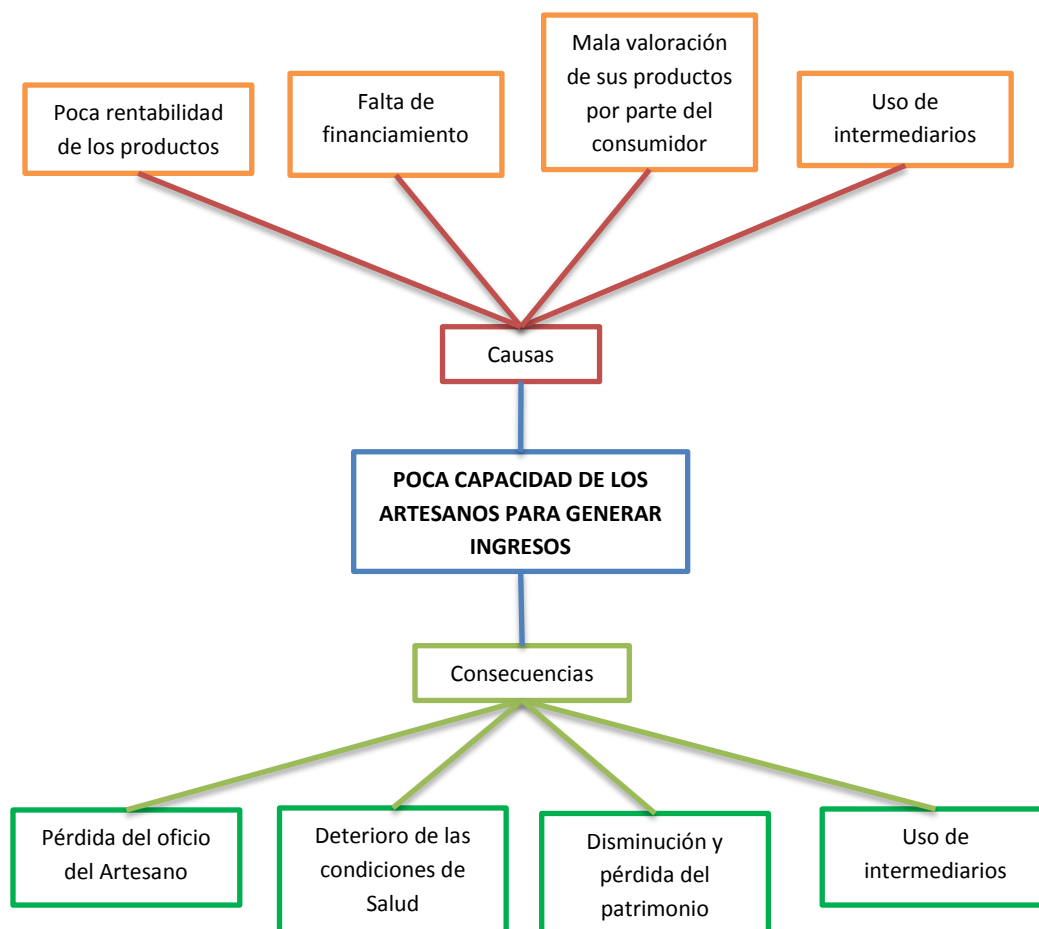 Poca rentabilidad
de los productos
Falta de
financiamiento
Mala valoración
de sus productos
por parte del
consumidor
Uso de
intermediarios
Causas
POCA CAPACIDAD DE LOS
ARTESANOS PARA GENERAR
INGRESOS
Consecuencias
Pérdida del oficio
del Artesano
Deterioro de las
condiciones de
Salud
Disminución y
pérdida del
patrimonio
Uso de
intermediarios